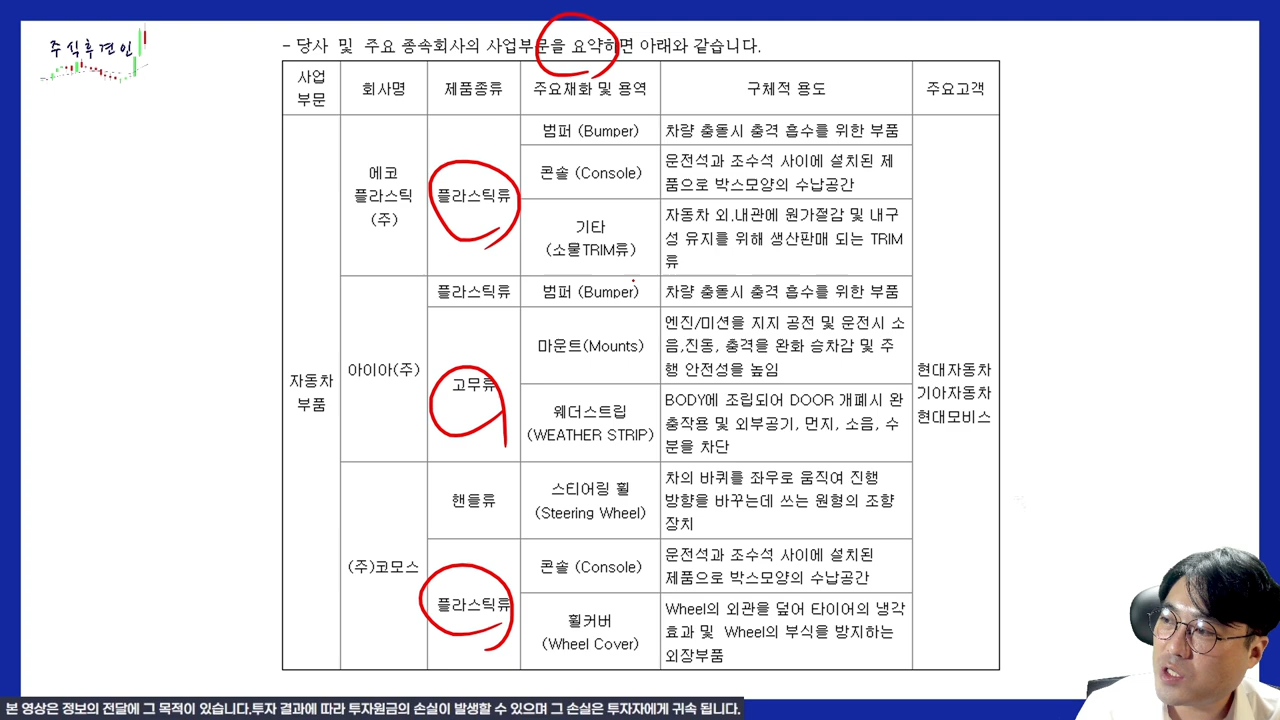 주식후견인
- 당사 및 주요 종속회사의 사업부문을 요약하면 아래와 같습니다.
사업
부문
회사명
제품종류
주요재화 및 용역
구체적 용도
주요고객
자동차
부품
에코
플라스틱
(주)
플라스틱류
범퍼 (Bumper)
차량 충돌시 충격 흡수를 위한 부품
콘솔 (Console)
운전석과 조수석 사이에 설치된 제
품으로 박스모양의 수납공간
기타
(소물TRIM류)
자동차 외.내관에 원가절감 및 내구
성 유지를 위해 생산판매 되는 TRIM
류
아이아(주)
플라스틱류
범퍼 (Bumper)
차량 충돌시 충격 흡수를 위한 부품
고무류
마운트(Mounts)
엔진/미션을 지지 공전 및 운전시 소
음,진동, 충격을 완화 승차감 및 주
행 안전성을 높임
웨더스트립
(WEATHER STRIP)
BODY에 조립되어 DOOR 개폐시 완
충작용 및 외부공기, 먼지, 소음, 수
분을 차단
(주)코모스
핸들류
스티어링 휠
(Steering Wheel)
차의 바퀴를 좌우로 움직여 진행
방향을 바꾸는데 쓰는 원형의 조향
장치
플라스틱류
콘솔 (Console)
운전석과 조수석 사이에 설치된
제품으로 박스모양의 수납공간
휠커버
(Wheel Cover)
Wheel의 외관을 덮어 타이어의 냉각
효과 및 Wheel의 부식을 방지하는
외장부품
현대자동차
기아자동차
현대모비스
본 영상은 정보의 전달에 그 목적이 있습니다.투자 결과에 따라 투자원금의 손실이 발생할 수 있으며 그 손실은 투자자에게 귀속 됩니다.